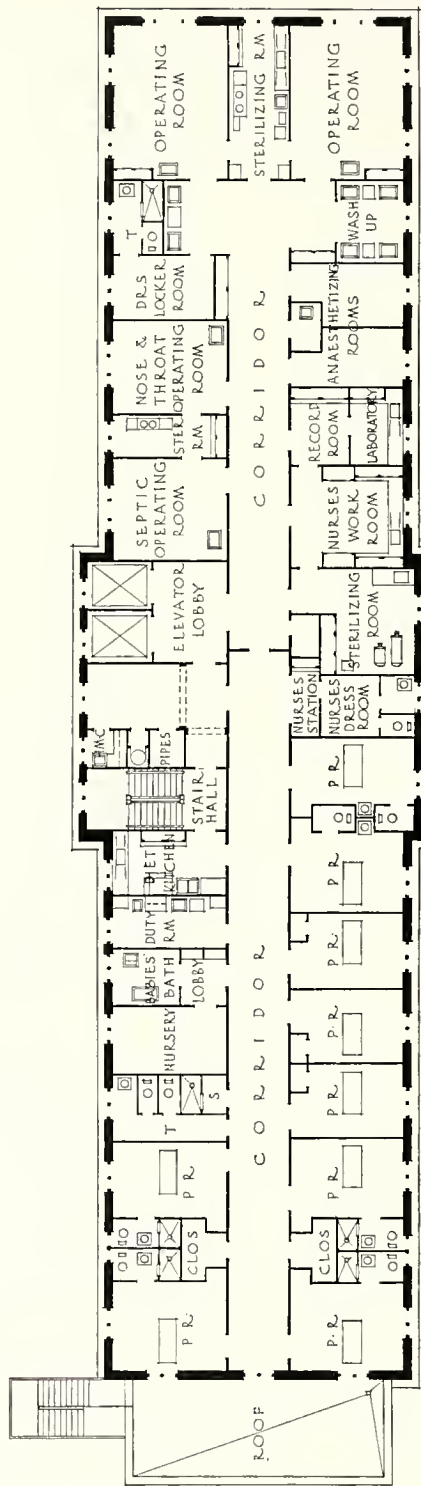 P.R.
CLOS
P R
T
S
NURSERY
BABIES'
BATH
LOBBY
DUTY
RM
DIET
KITCHEN
STAIR
HALL
HMC
PIPES
ELEVATOR
LOBBY
SEPTIC
OPERATING
ROOM
STER
RM
NOSE &
THROAT
OPERATING
ROOM
DRS
LOCKER
ROOM
T
OPERATING
ROOM
STERILIZING RM
ROOF
CORRIDOR
CORRIDOR
P.R.
CLOS
P R
P R
P.R.
P R
P R
P R
NURSES
STATION
NURSES
DRESS
ROOM
STERILIZING
ROOM
NURSES
WORK
ROOM
RECORD
ROOM
LABORATORY
ANAESTHETIZING
ROOMS
WASH
UP
OPERATING
ROOM